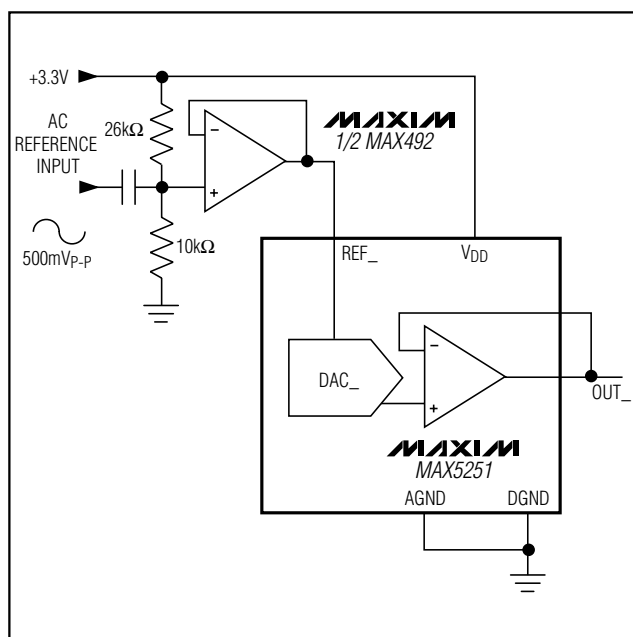 +3.3V
AC
REFERENCE
INPUT
26kΩ
MAXIM
1/2 MAX492
10kΩ
500mVP-P
REF_
VDD
DAC_
OUT_
MAXIM
MAX5251
AGND
DGND
−
+
−
+